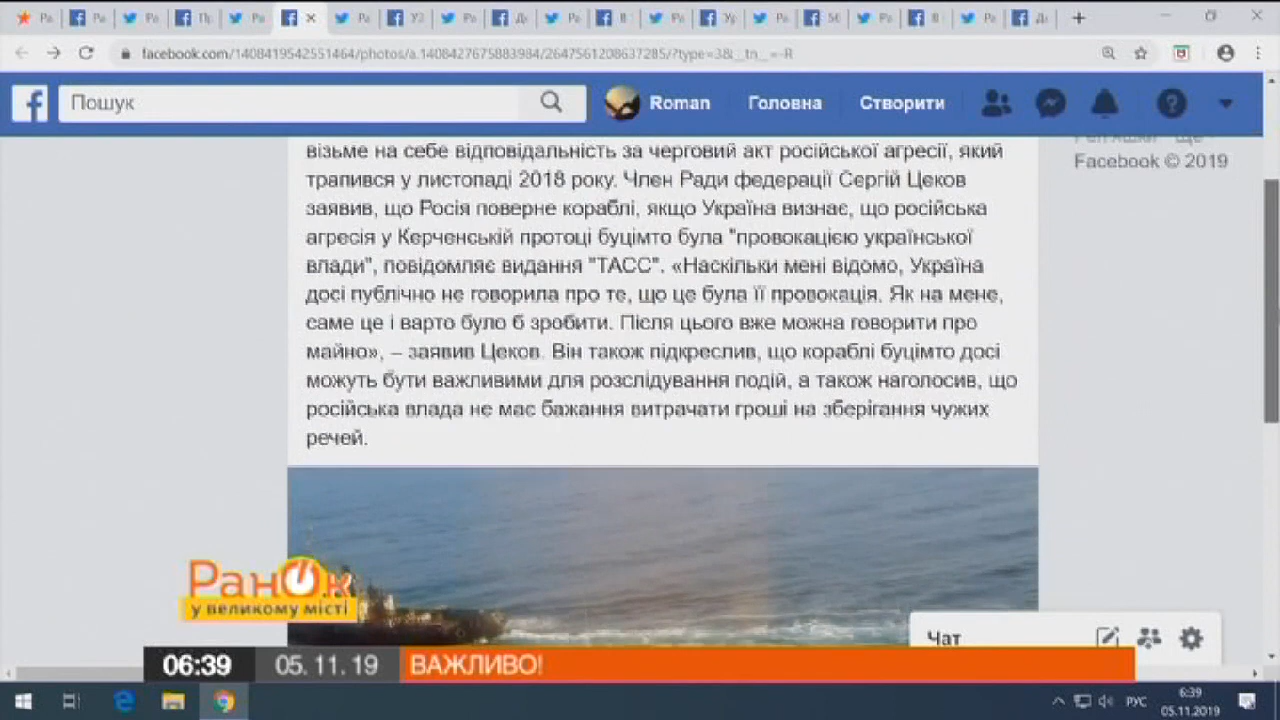 facebook.com/1408419542551464/photos/a.1408427675883984/2647561208637285/?type=3&__tn__=-R
Пошук
Roman
Головна
Створити
візьме на себе відповідальність за черговий акт російської агресії, який
трапився у листопаді 2018 року. Член Ради федерації Сергій Цеков
заявив, що Росія поверне кораблі, якщо Україна визнає, що російська
агресія у Керченській протоці буцімто була "провокацією української
влади", повідомляє видання "ТАСС". «Наскільки мені відомо, Україна
досі публічно не говорила про те, що це була її провокація. Як на мене,
саме це і варто було б зробити. Після цього вже можна говорити про
майно», – заявив Цеков. Він також підкреслив, що кораблі буцімто досі
можуть бути важливими для розслідування подій, а також наголосив, що
російська влада не має бажання витрачати гроші на зберігання чужих
речей.
Facebook © 2019
Ранок
у великому місті
Чат
06:39
05.11.19
ВАЖЛИВО!
РУС
6:39
05.11.2019